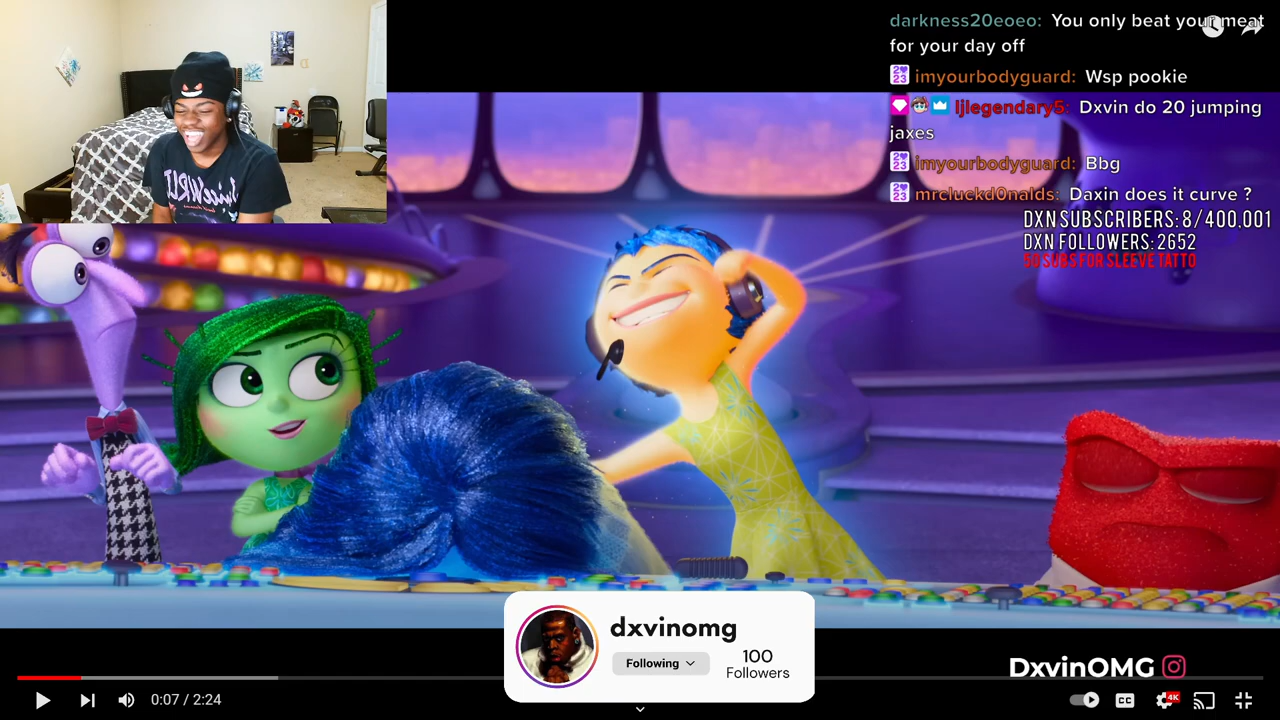 darkness20eoeo: You only beat your meat
for your day off
imyourbodyguard: Wsp pookie
ljlegendary5: Dxvin do 20 jumping
jaxes
imyourbodyguard: Bbg
mrcluckd0nalds: Daxin does it curve ?
DXN SUBSCRIBERS: 8/400,001
DXN FOLLOWERS: 2652
50 SUBS FOR SLEEVE TATTO
dxvinomg
Following
100
Followers
DxvinOMG
0:07 / 2:24
CC
4K